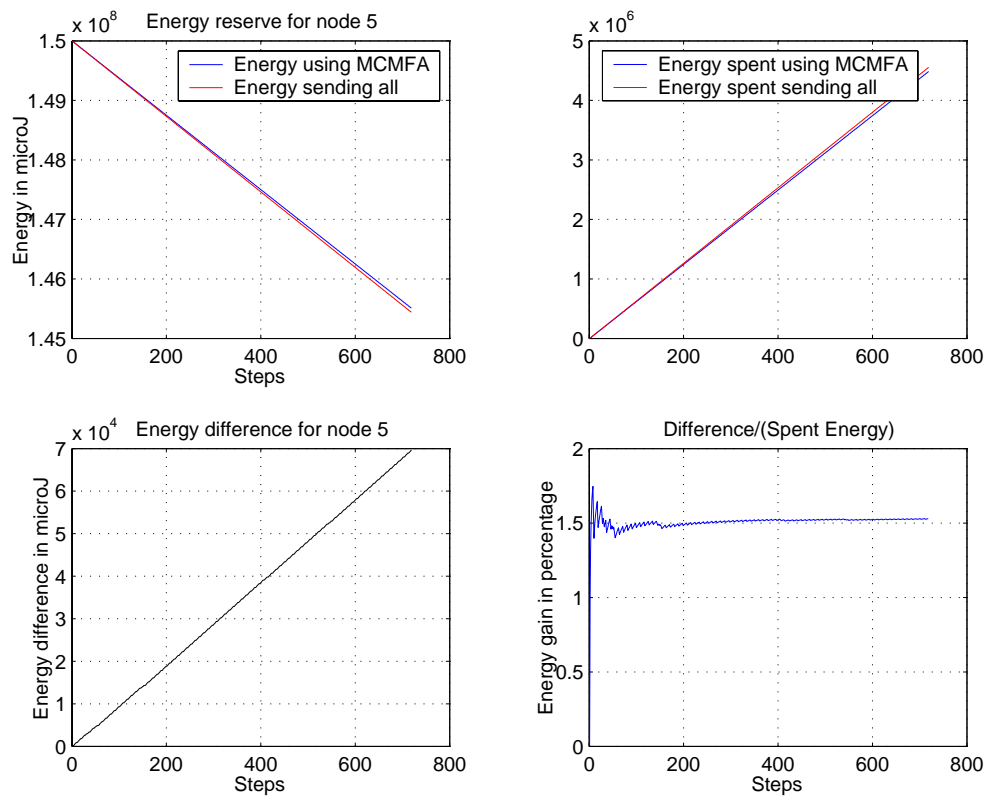 x 10^8
Energy reserve for node 5
1.5
1.49
1.48
1.47
1.46
1.45
Energy in microJ
Energy using MCMFA
Energy sending all
0 200 400 600 800
Steps
x 10^6
5
4
3
2
1
0
Energy spent using MCMFA
Energy spent sending all
0 200 400 600 800
x 10^4
Energy difference for node 5
7
6
5
4
3
2
1
0
Energy difference in microJ
0 200 400 600 800
Steps
Difference/(Spent Energy)
2
1.5
1
0.5
0
Energy gain in percentage
0 200 400 600 800
Steps